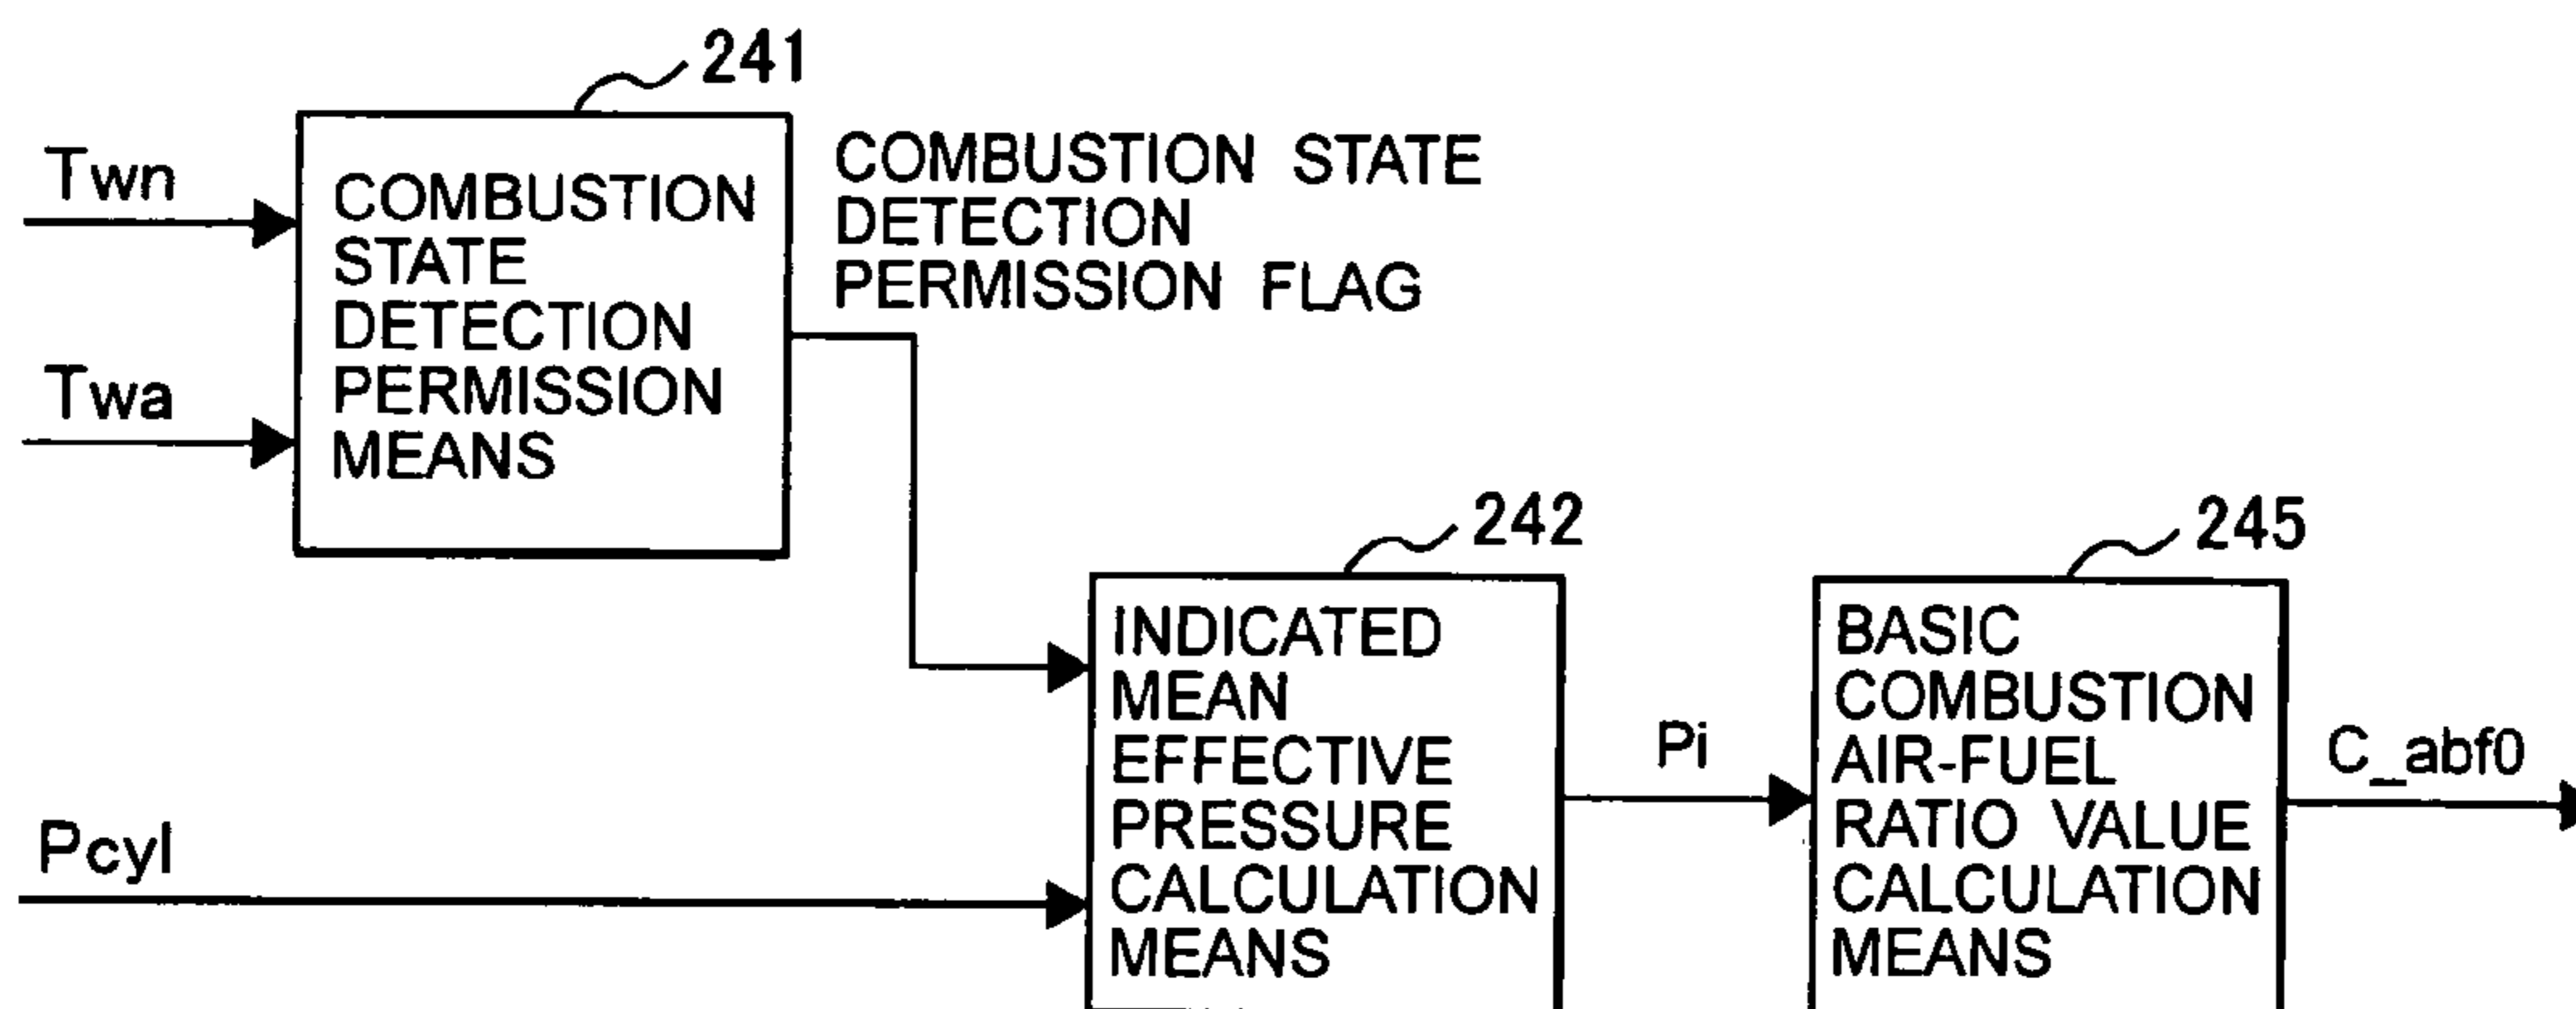 241
Twn
Twa
COMBUSTION
STATE
DETECTION
PERMISSION
MEANS
COMBUSTION STATE
DETECTION
PERMISSION FLAG
242
245
Pcyl
INDICATED
MEAN
EFFECTIVE
PRESSURE
CALCULATION
MEANS
Pi
BASIC
COMBUSTION
AIR-FUEL
RATIO VALUE
CALCULATION
MEANS
C_abf0